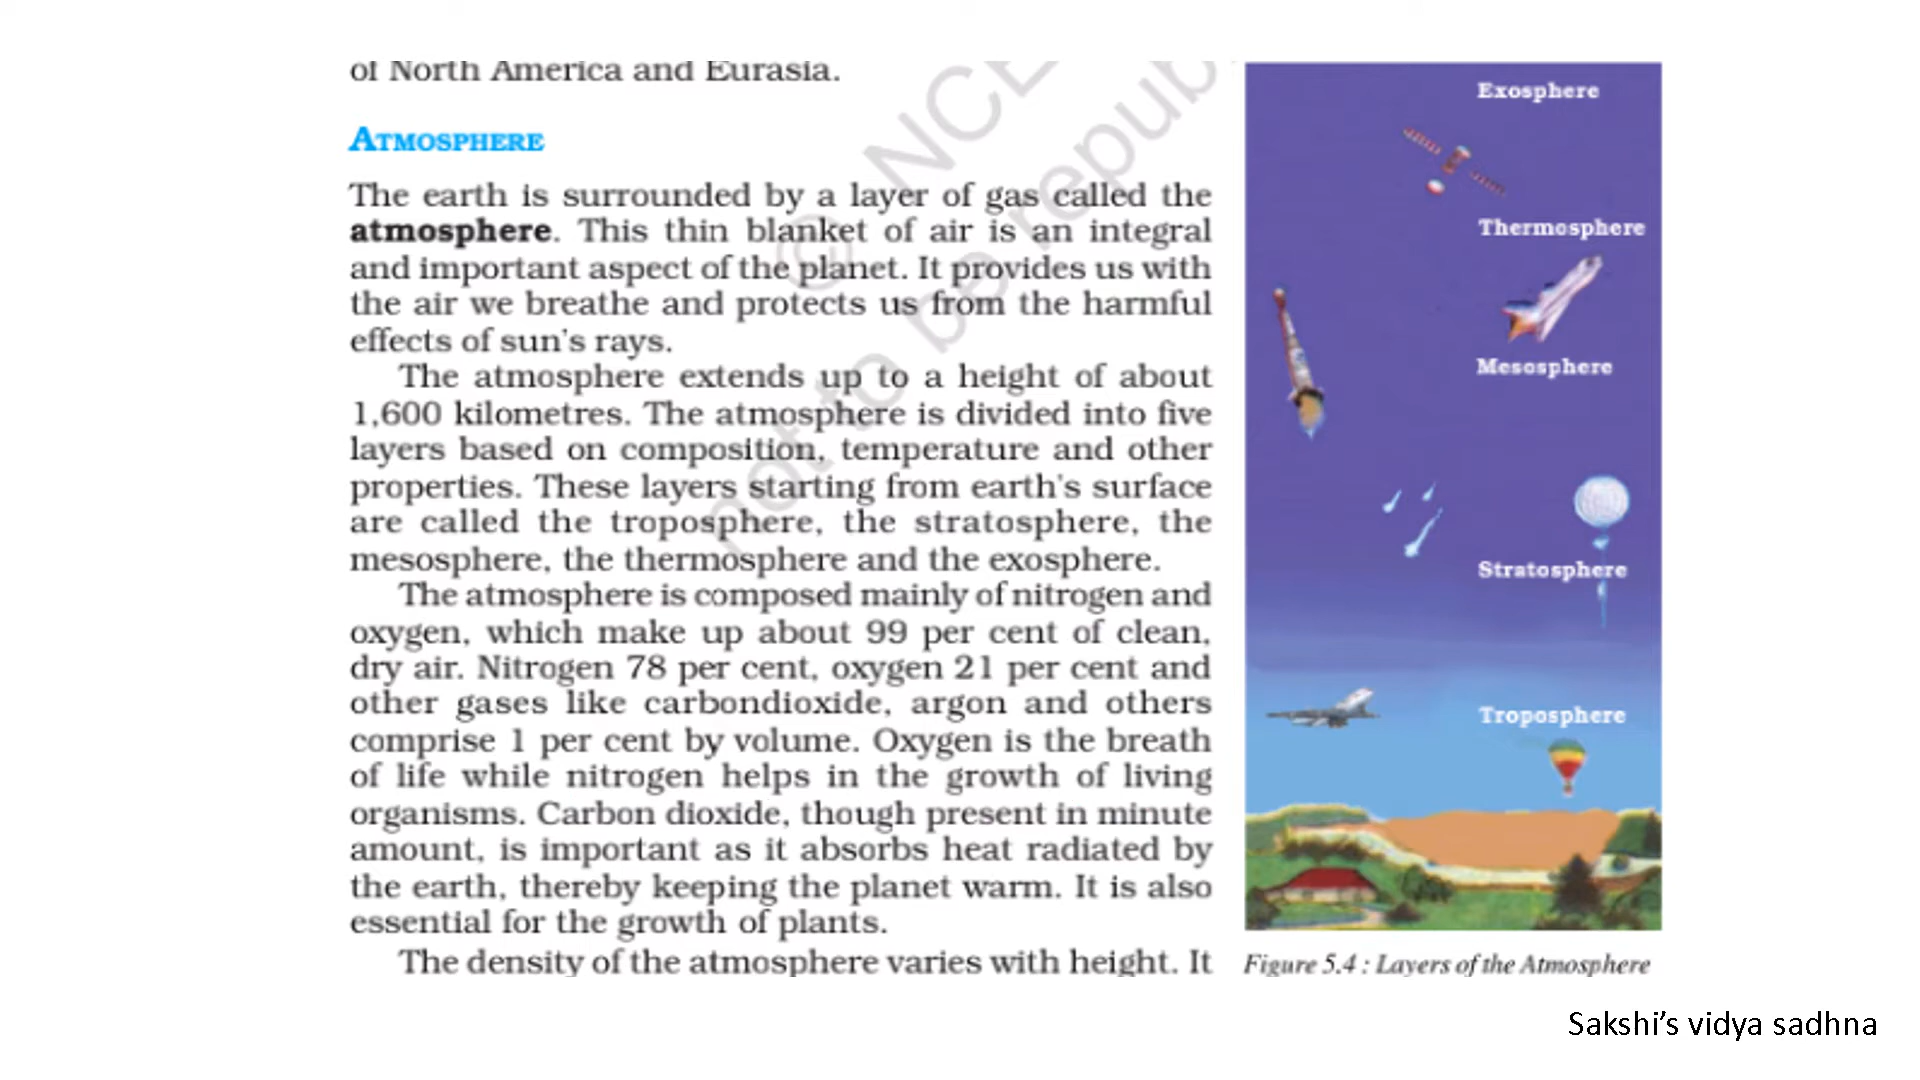 of North America and Eurasia.
ATMOSPHERE
The earth is surrounded by a layer of gas called the
atmosphere. This thin blanket of air is an integral
and important aspect of the planet. It provides us with
the air we breathe and protects us from the harmful
effects of sun's rays.
The atmosphere extends up to a height of about
1,600 kilometres. The atmosphere is divided into five
layers based on composition, temperature and other
properties. These layers starting from earth's surface
are called the troposphere, the stratosphere, the
mesosphere, the thermosphere and the exosphere.
The atmosphere is composed mainly of nitrogen and
oxygen, which make up about 99 per cent of clean,
dry air. Nitrogen 78 per cent, oxygen 21 per cent and
other gases like carbondioxide, argon and others
comprise 1 per cent by volume. Oxygen is the breath
of life while nitrogen helps in the growth of living
organisms. Carbon dioxide, though present in minute
amount, is important as it absorbs heat radiated by
the earth, thereby keeping the planet warm. It is also
essential for the growth of plants.
The density of the atmosphere varies with height. It
© NCE
not to be repub
Exosphere
Thermosphere
Mesosphere
Stratosphere
Troposphere
Figure 5.4 : Layers of the Atmosphere
Sakshi's vidya sadhna